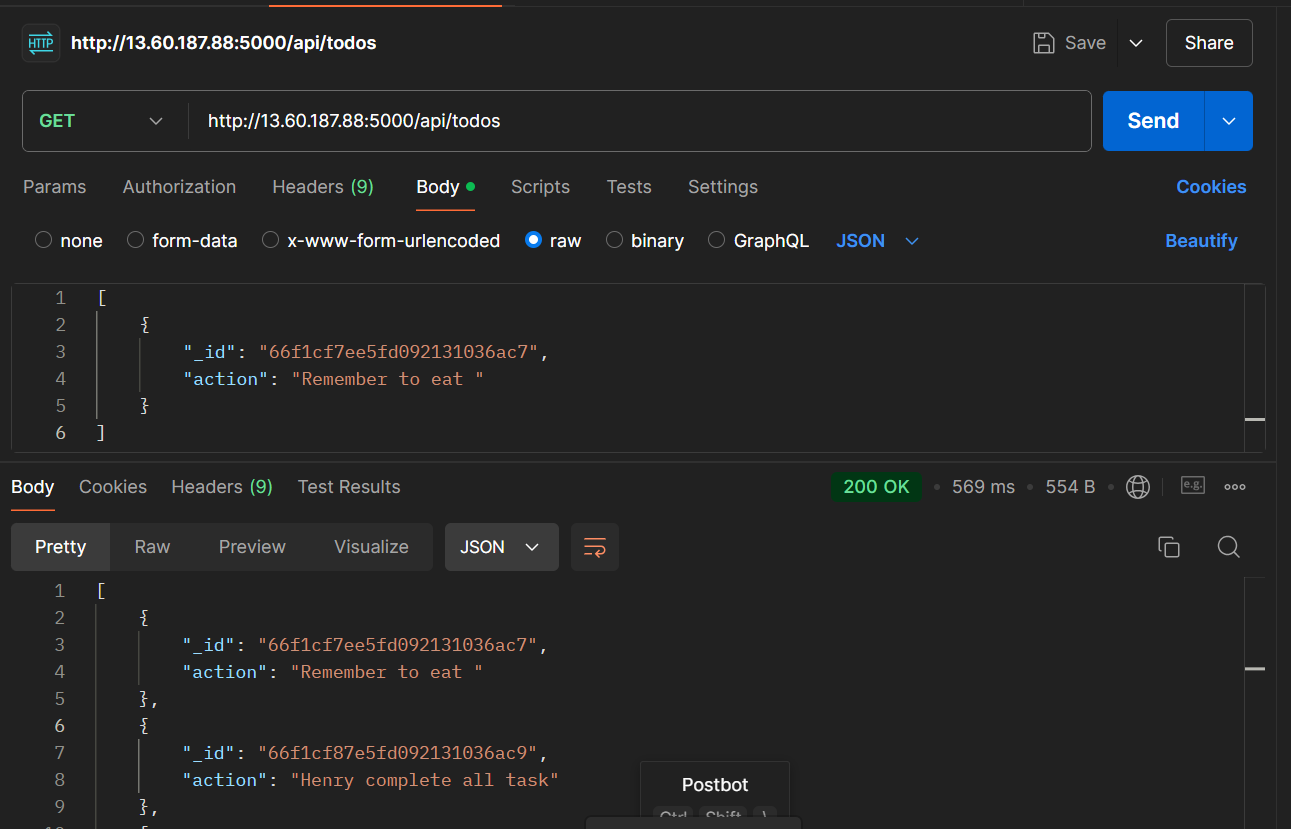 HTTP http://13.60.187.88:5000/api/todos Save Share
GET http://13.60.187.88:5000/api/todos Send
Params Authorization Headers (9) Body Scripts Tests Settings Cookies
none form-data x-www-form-urlencoded raw binary GraphQL JSON Beautify
1 [
2 {
3 "_id": "66f1cf7ee5fd092131036ac7",
4 "action": "Remember to eat "
5 }
6 ]
Body Cookies Headers (9) Test Results 200 OK 569 ms 554 B e.g.
Pretty Raw Preview Visualize JSON
1 [
2 {
3 "_id": "66f1cf7ee5fd092131036ac7",
4 "action": "Remember to eat "
5 },
6 {
7 "_id": "66f1cf87e5fd092131036ac9",
8 "action": "Henry complete all task"
9 },
Postbot
Ctrl Shift \
10 {